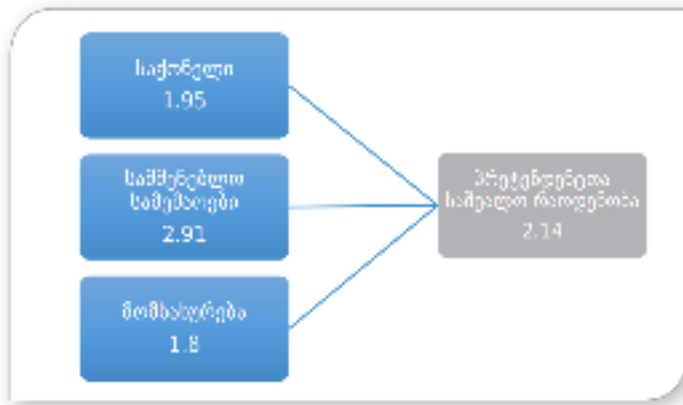 საქონელი
1.95
სამშენებლო
სამუშაოები
2.91
მომსახურება
1.8
პრეტენდენტთა
საშუალო რაოდენობა
2.14